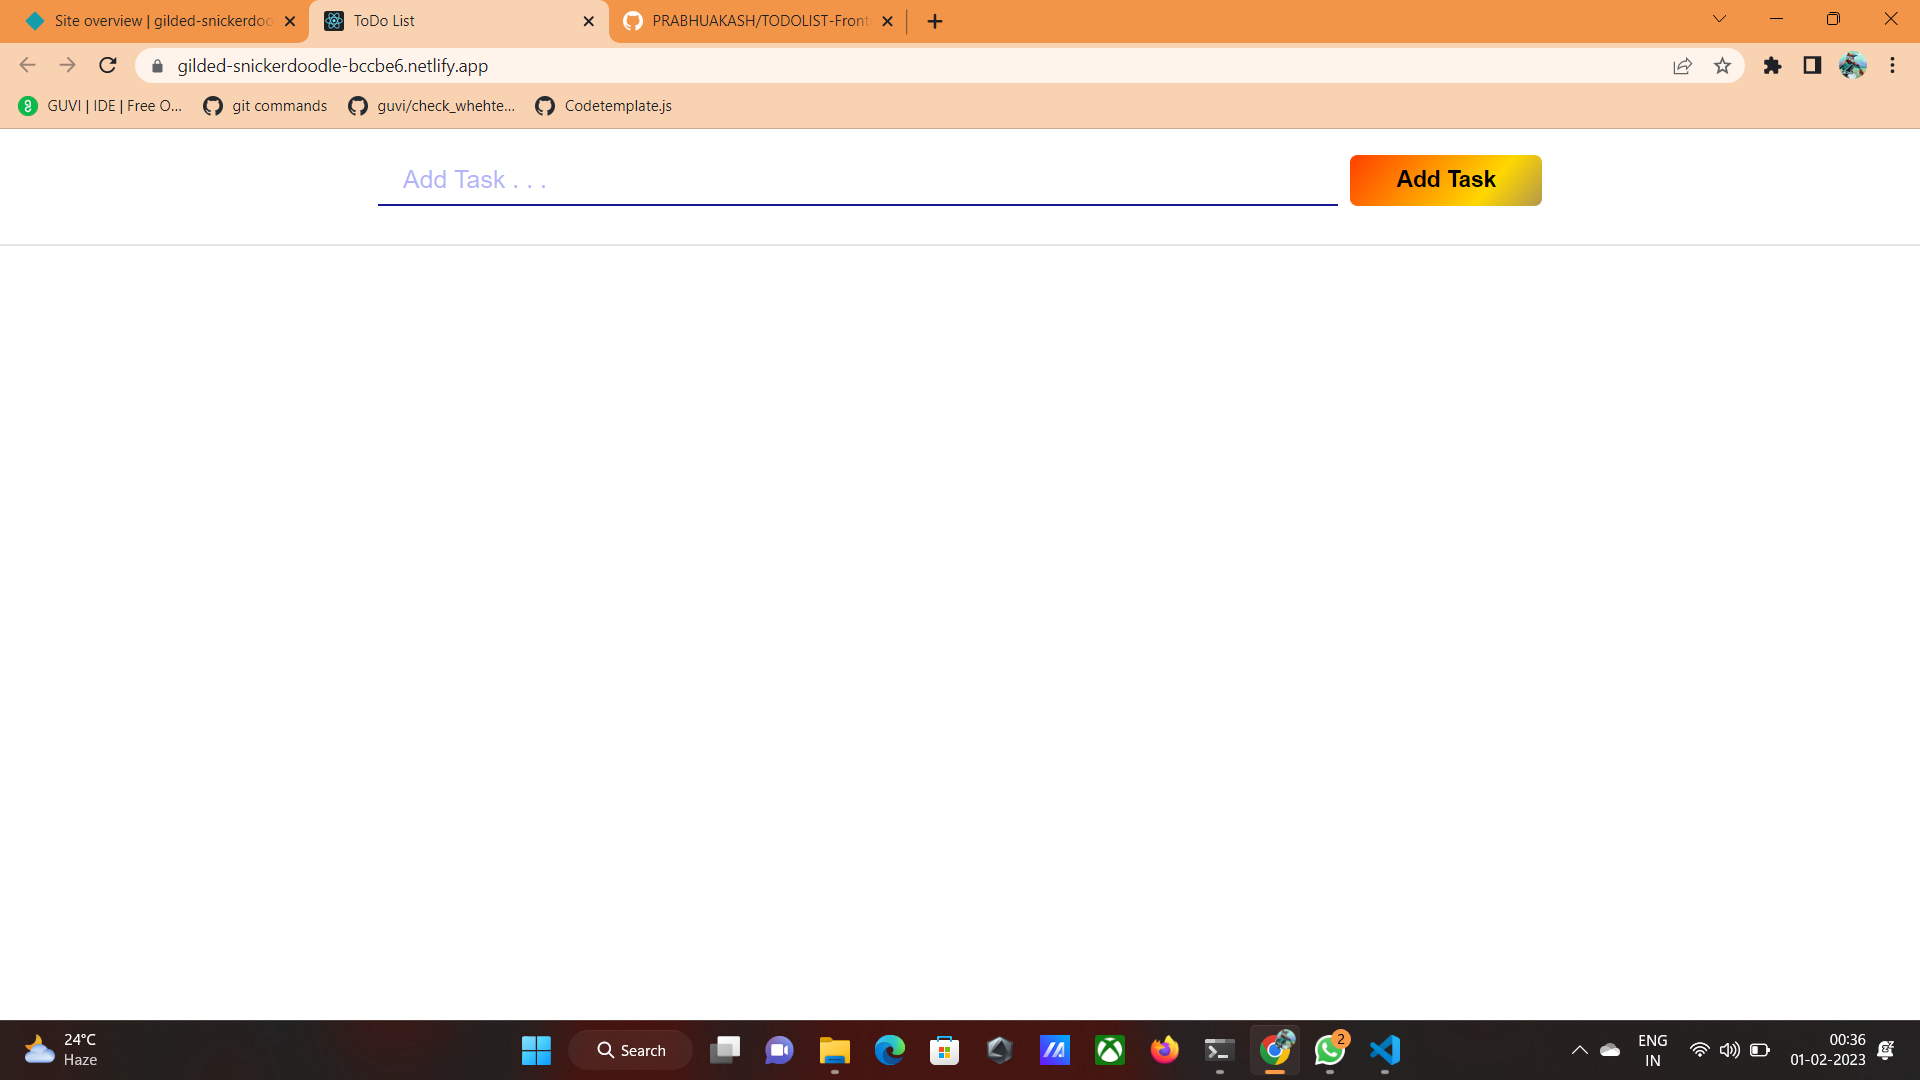 Site overview | gilded-snickerdoo
ToDo List
PRABHUAKASH/TODOLIST-Front
gilded-snickerdoodle-bccbe6.netlify.app
GUVI | IDE | Free O...
git commands
guvi/check_whehte...
Codetemplate.js
Add Task . . .
Add Task
24°C
Haze
Search
2
ENG
IN
00:36
01-02-2023